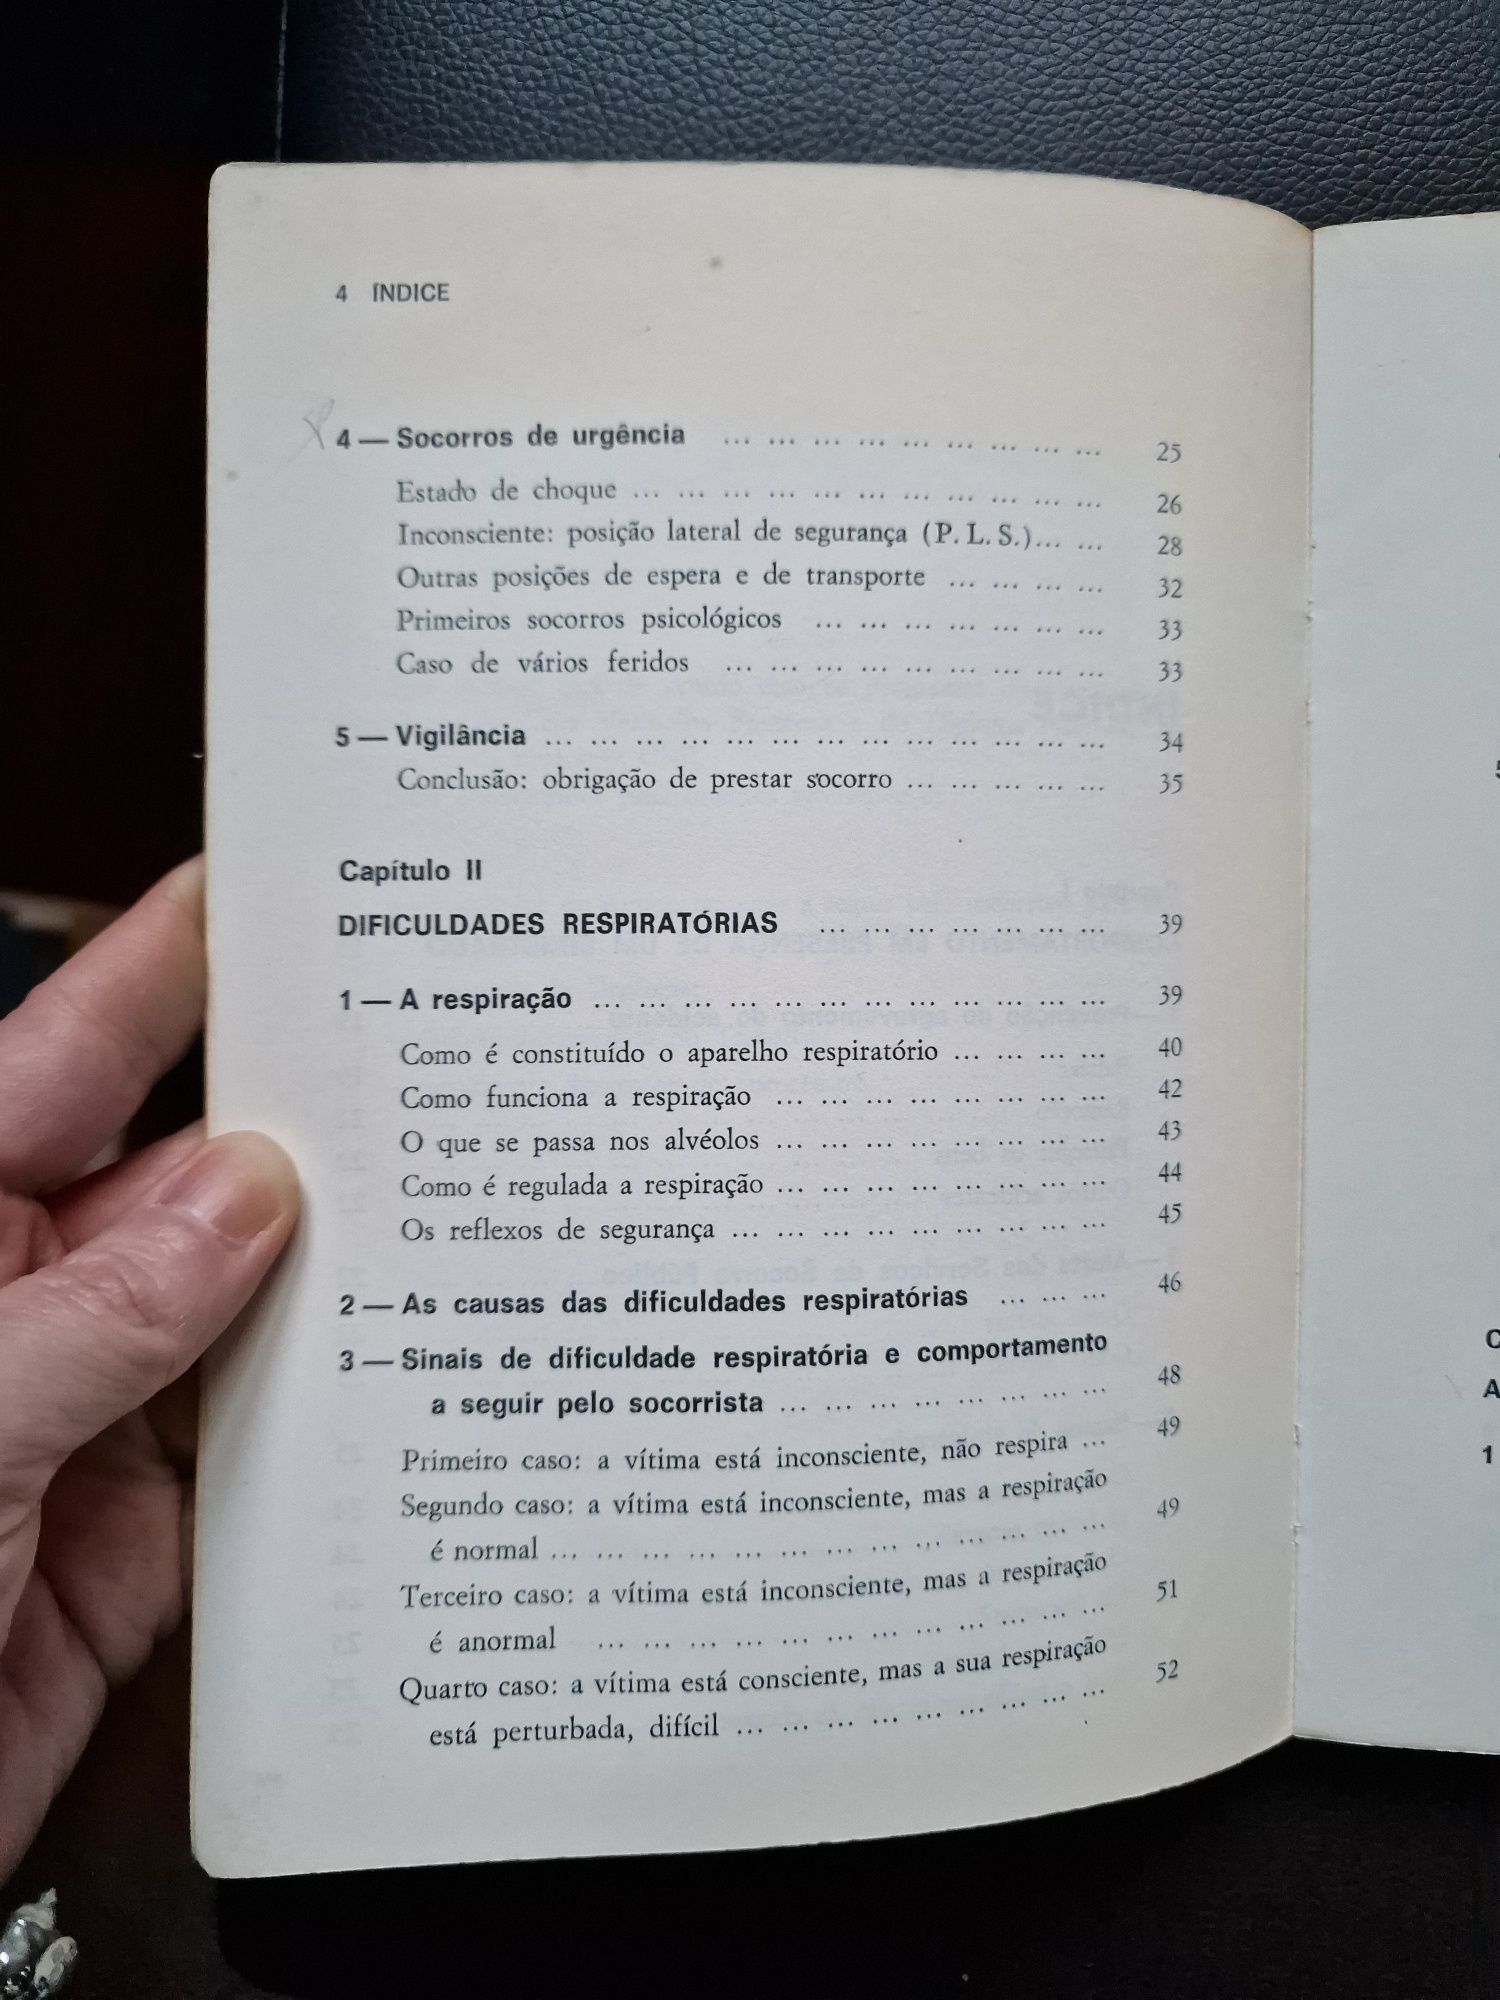 4 ÍNDICE
4 — Socorros de urgência ... ... ... ... ... ... ... ... ... 25
Estado de choque ... ... ... ... ... ... ... ... ... ... ... 26
Inconsciente: posição lateral de segurança (P. L. S.)... ... 28
Outras posições de espera e de transporte ... ... ... ... 32
Primeiros socorros psicológicos ... ... ... ... ... ... ... 33
Caso de vários feridos ... ... ... ... ... ... ... ... ... 33
5 — Vigilância ... ... ... ... ... ... ... ... ... ... ... ... ... 34
Conclusão: obrigação de prestar socorro ... ... ... ... ... 35
Capítulo II
DIFICULDADES RESPIRATÓRIAS ... ... ... ... ... ... ... 39
1 — A respiração ... ... ... ... ... ... ... ... ... ... ... ... 39
Como é constituído o aparelho respiratório ... ... ... ... 40
Como funciona a respiração ... ... ... ... ... ... ... ... 42
O que se passa nos alvéolos ... ... ... ... ... ... ... ... 43
Como é regulada a respiração ... ... ... ... ... ... ... ... 44
Os reflexos de segurança ... ... ... ... ... ... ... ... ... 45
2 — As causas das dificuldades respiratórias ... ... ... 46
3 — Sinais de dificuldade respiratória e comportamento
a seguir pelo socorrista ... ... ... ... ... ... ... ... 48
Primeiro caso: a vítima está inconsciente, não respira ... 49
Segundo caso: a vítima está inconsciente, mas a respiração
é normal ... ... ... ... ... ... ... ... ... ... ... ... ... 49
Terceiro caso: a vítima está inconsciente, mas a respiração
é anormal ... ... ... ... ... ... ... ... ... ... ... ... 51
Quarto caso: a vítima está consciente, mas a sua respiração
está perturbada, difícil ... ... ... ... ... ... ... ... ... 52